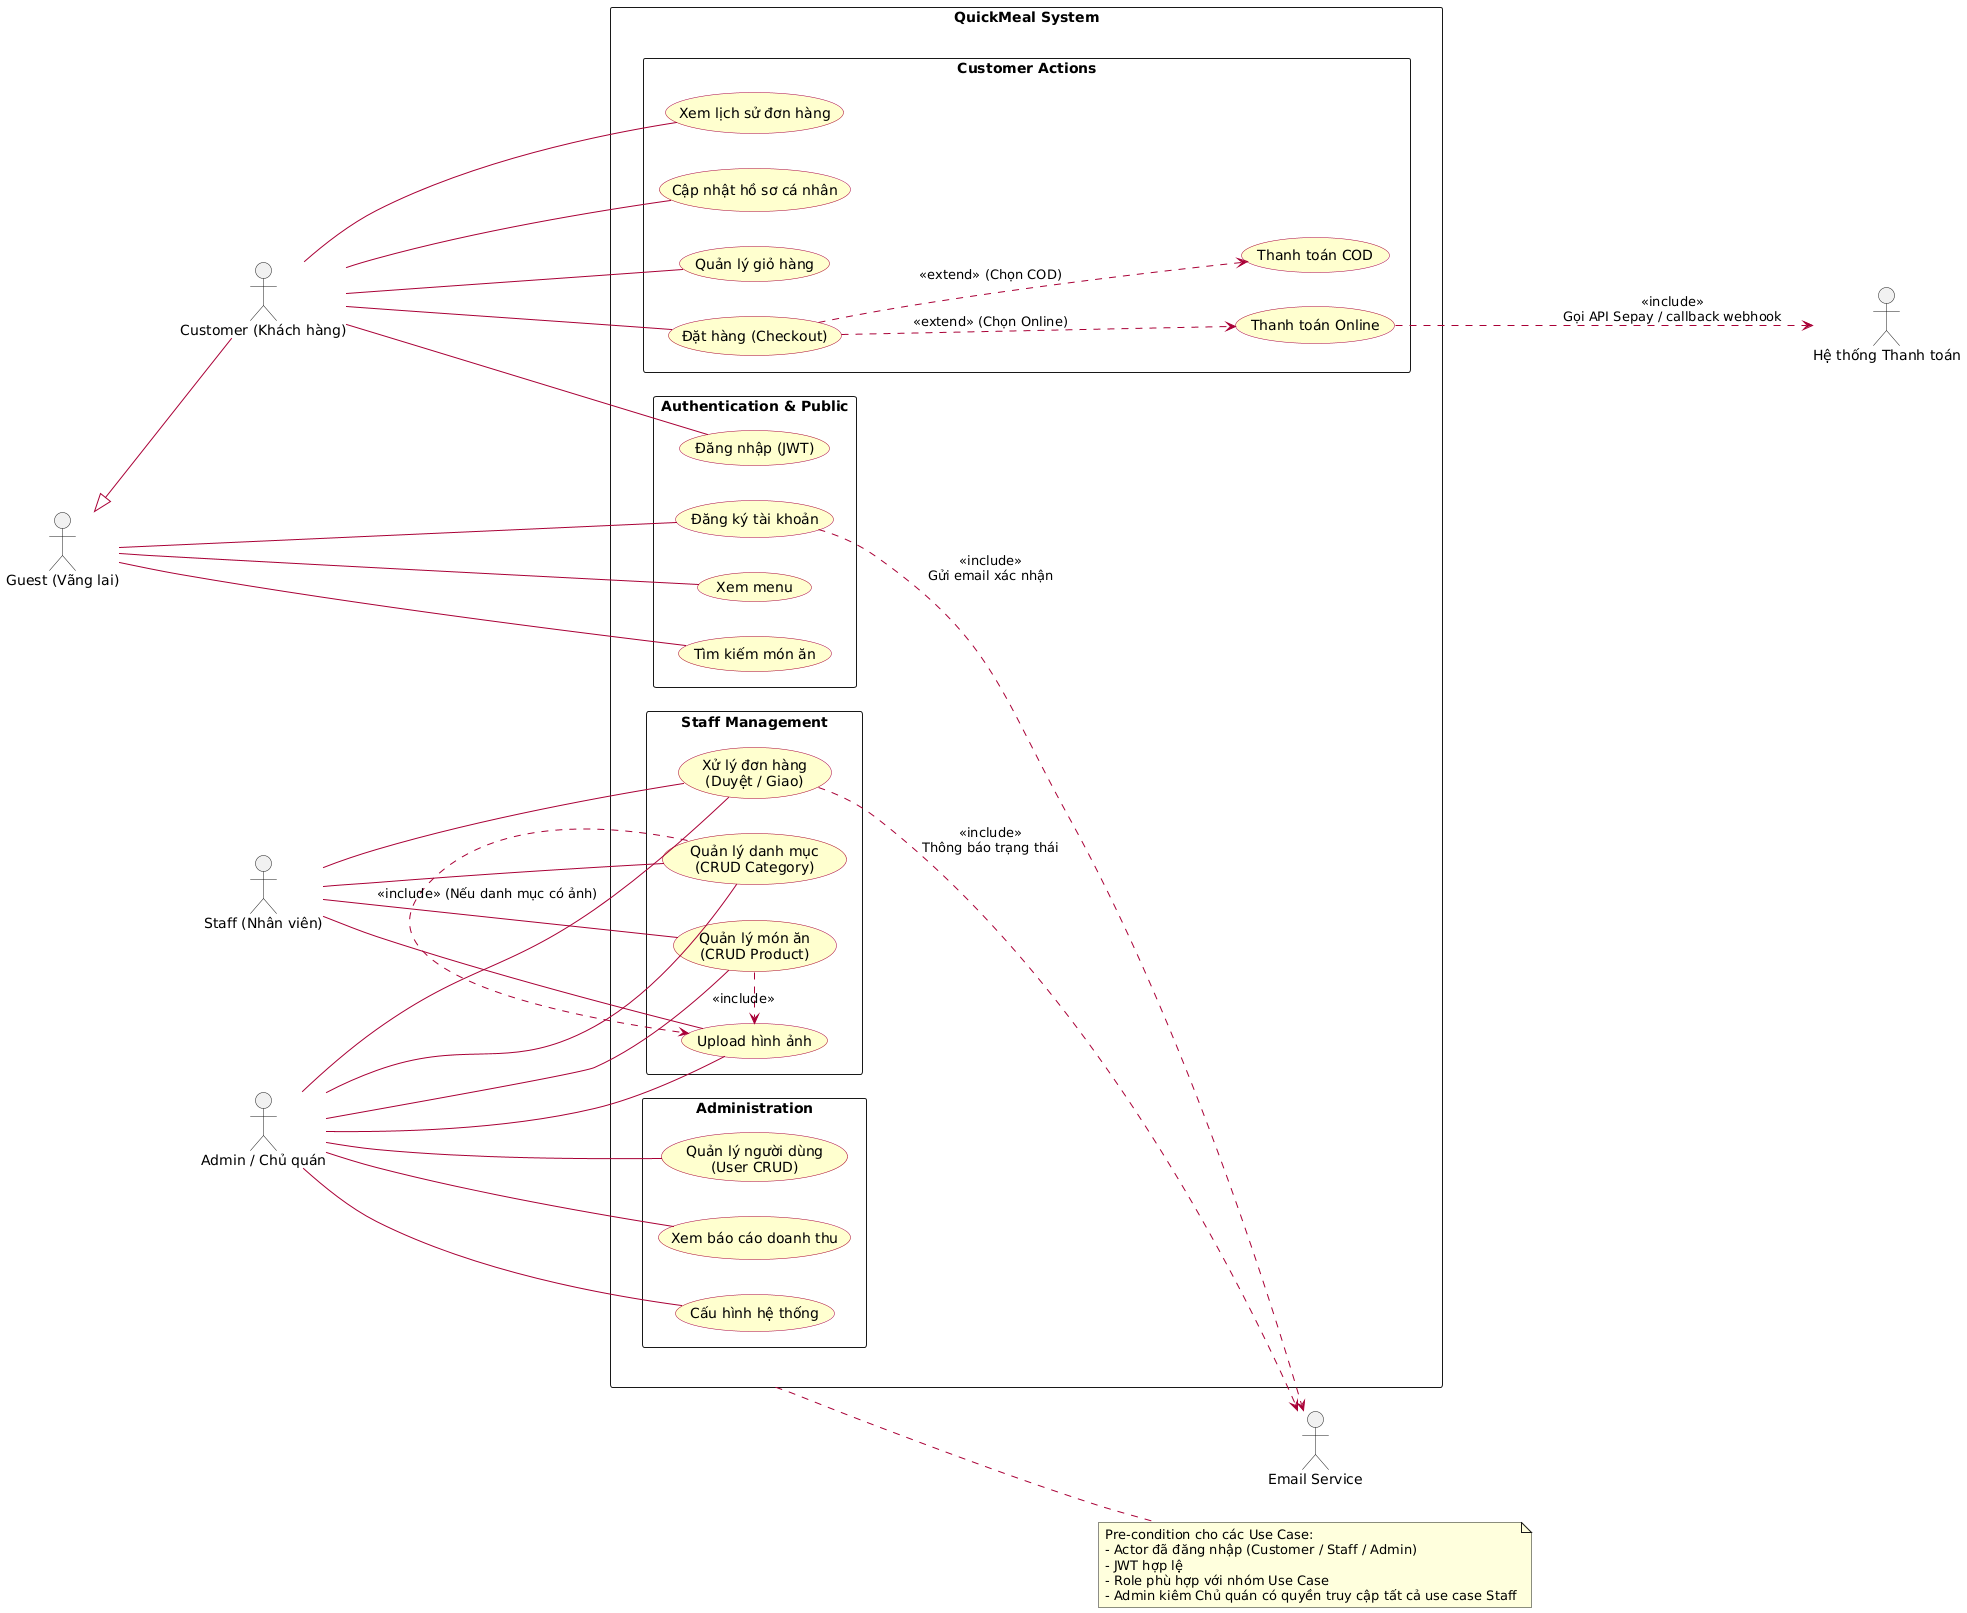 QuickMeal System
Customer Actions
Xem lịch sử đơn hàng
Cập nhật hồ sơ cá nhân
Quản lý giỏ hàng
Đặt hàng (Checkout)
«extend» (Chọn COD)
«extend» (Chọn Online)
Thanh toán COD
Thanh toán Online
«include»
Gọi API Sepay / callback webhook
Hệ thống Thanh toán
Customer (Khách hàng)
Authentication & Public
Đăng nhập (JWT)
Đăng ký tài khoản
Xem menu
Tìm kiếm món ăn
«include»
Gửi email xác nhận
Guest (Vãng lai)
Staff Management
Xử lý đơn hàng
(Duyệt / Giao)
Quản lý danh mục
(CRUD Category)
Quản lý món ăn
(CRUD Product)
«include»
Upload hình ảnh
«include»
Thông báo trạng thái
«include» (Nếu danh mục có ảnh)
Staff (Nhân viên)
Admin / Chủ quán
Administration
Quản lý người dùng
(User CRUD)
Xem báo cáo doanh thu
Cấu hình hệ thống
Email Service
Pre-condition cho các Use Case:
- Actor đã đăng nhập (Customer / Staff / Admin)
- JWT hợp lệ
- Role phù hợp với nhóm Use Case
- Admin kiêm Chủ quán có quyền truy cập tất cả use case Staff